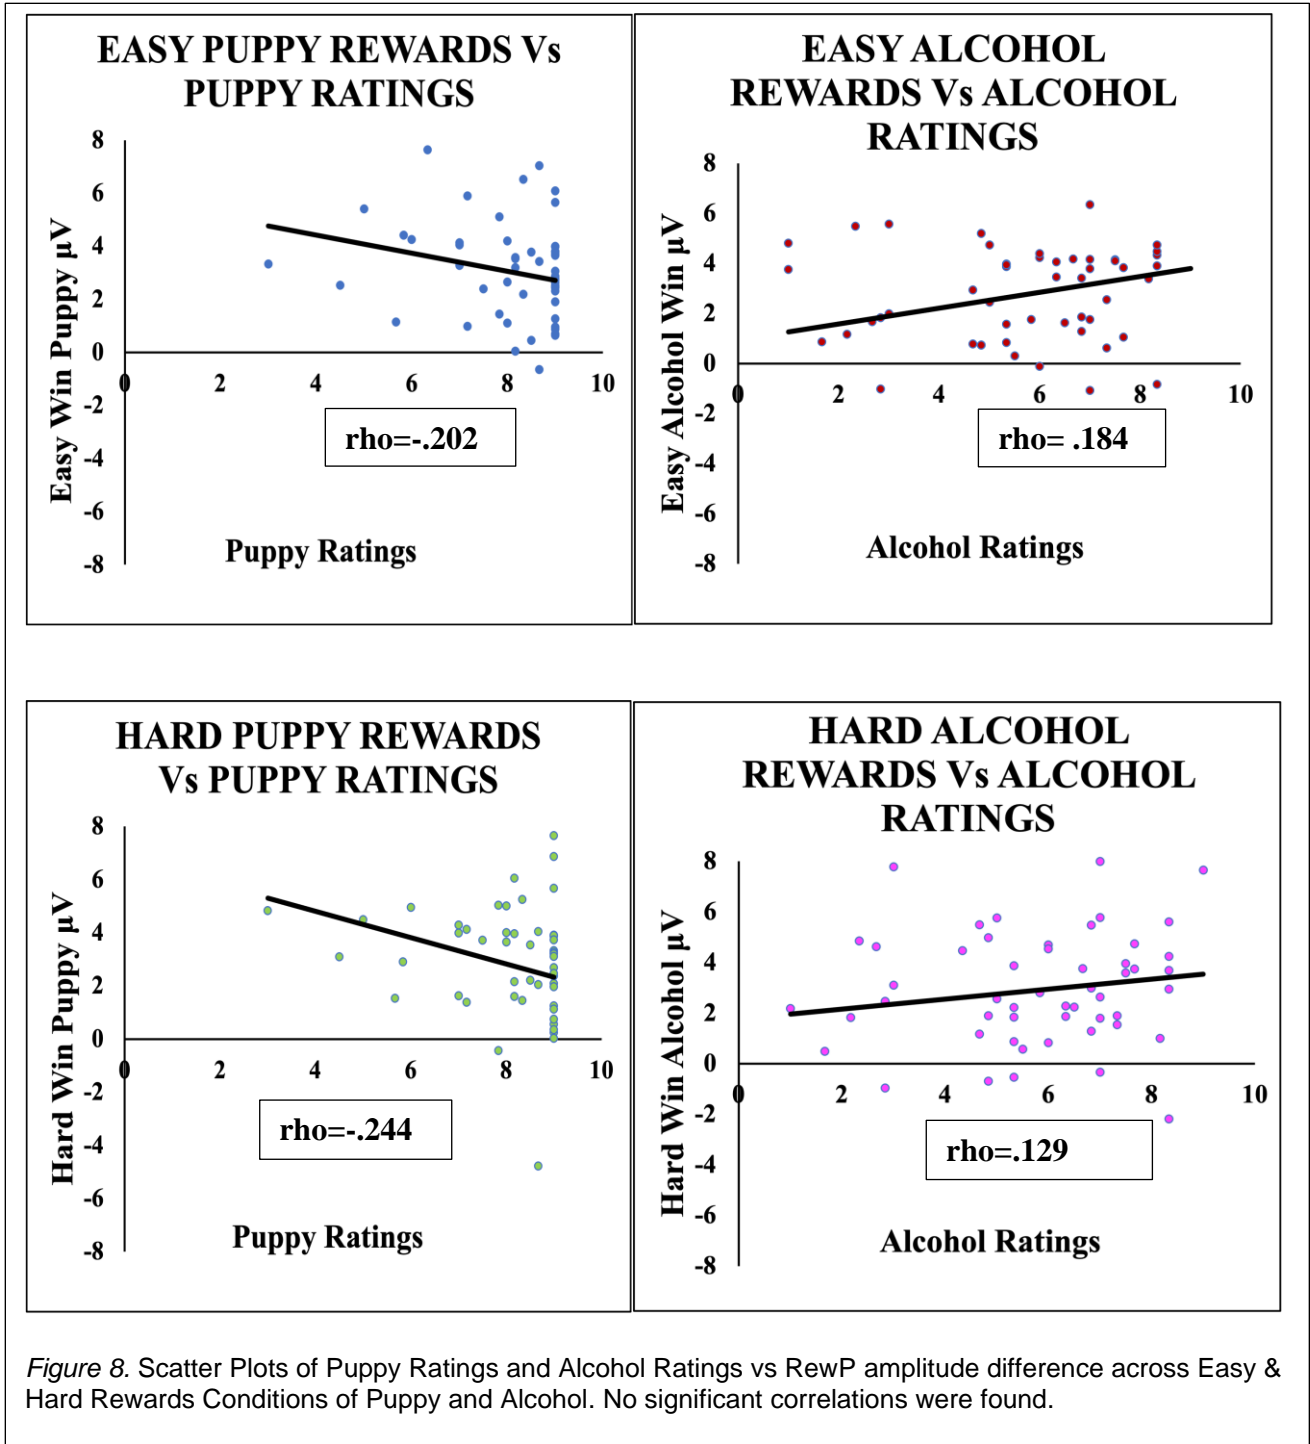 EASY PUPPY REWARDS Vs
PUPPY RATINGS
8
6
4
2
0
-2
-4
-6
-8
0 2 4 6 8 10
Easy Win Puppy µV
rho=-.202
Puppy Ratings
EASY ALCOHOL
REWARDS Vs ALCOHOL
RATINGS
8
6
4
2
0
-2
-4
-6
-8
0 2 4 6 8 10
Easy Alcohol Win µV
rho= .184
Alcohol Ratings
HARD PUPPY REWARDS
Vs PUPPY RATINGS
8
6
4
2
0
-2
-4
-6
-8
0 2 4 6 8 10
Hard Win Puppy µV
rho=-.244
Puppy Ratings
HARD ALCOHOL
REWARDS Vs ALCOHOL
RATINGS
8
6
4
2
0
-2
-4
-6
-8
0 2 4 6 8 10
Hard Win Alcohol µV
rho=.129
Alcohol Ratings
Figure 8. Scatter Plots of Puppy Ratings and Alcohol Ratings vs RewP amplitude difference across Easy &
Hard Rewards Conditions of Puppy and Alcohol. No significant correlations were found.